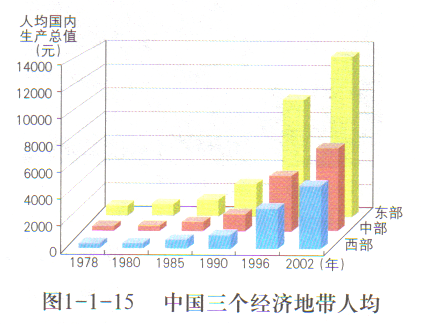 人均国内
生产总值
(元)
14000
12000
10000
8000
6000
4000
2000
0
1978 1980 1985 1990 1996 2002 (年)
东部
中部
西部
图1-1-15 中国三个经济地带人均